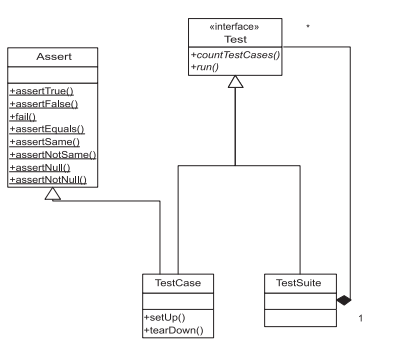 «interface»
Test
*
+countTestCases()
+run()
Assert
+assertTrue()
+assertFalse()
+fail()
+assertEquals()
+assertSame()
+assertNotSame()
+assertNull()
+assertNotNull()
TestCase
+setUp()
+tearDown()
TestSuite
1